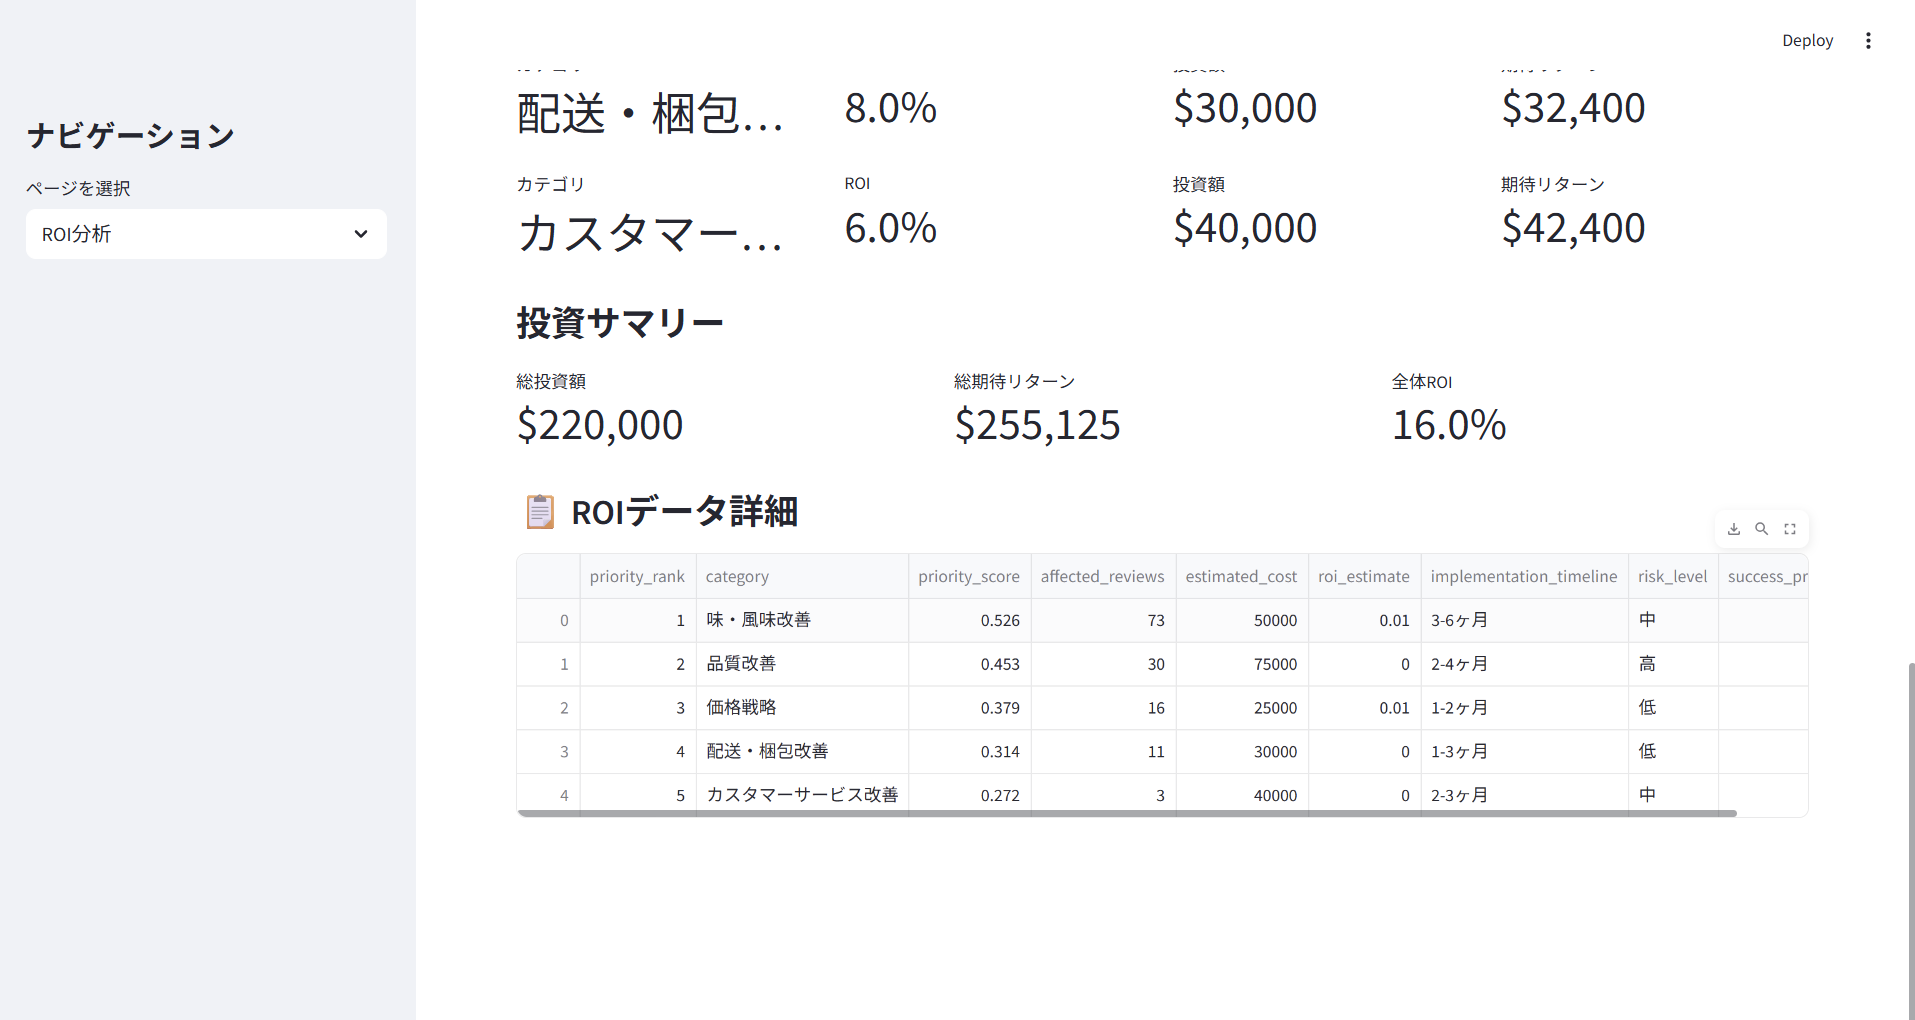 Deploy
ナビゲーション
ページを選択
ROI分析
配送・梱包... 8.0% $30,000 $32,400
カテゴリ ROI 投資額 期待リターン
カスタマー... 6.0% $40,000 $42,400
投資サマリー
総投資額 総期待リターン 全体ROI
$220,000 $255,125 16.0%
📋 ROIデータ詳細
priority_rank category priority_score affected_reviews estimated_cost roi_estimate implementation_timeline risk_level success_pr
0 1 味・風味改善 0.526 73 50000 0.01 3-6ヶ月 中
1 2 品質改善 0.453 30 75000 0 2-4ヶ月 高
2 3 価格戦略 0.379 16 25000 0.01 1-2ヶ月 低
3 4 配送・梱包改善 0.314 11 30000 0 1-3ヶ月 低
4 5 カスタマーサービス改善 0.272 3 40000 0 2-3ヶ月 中